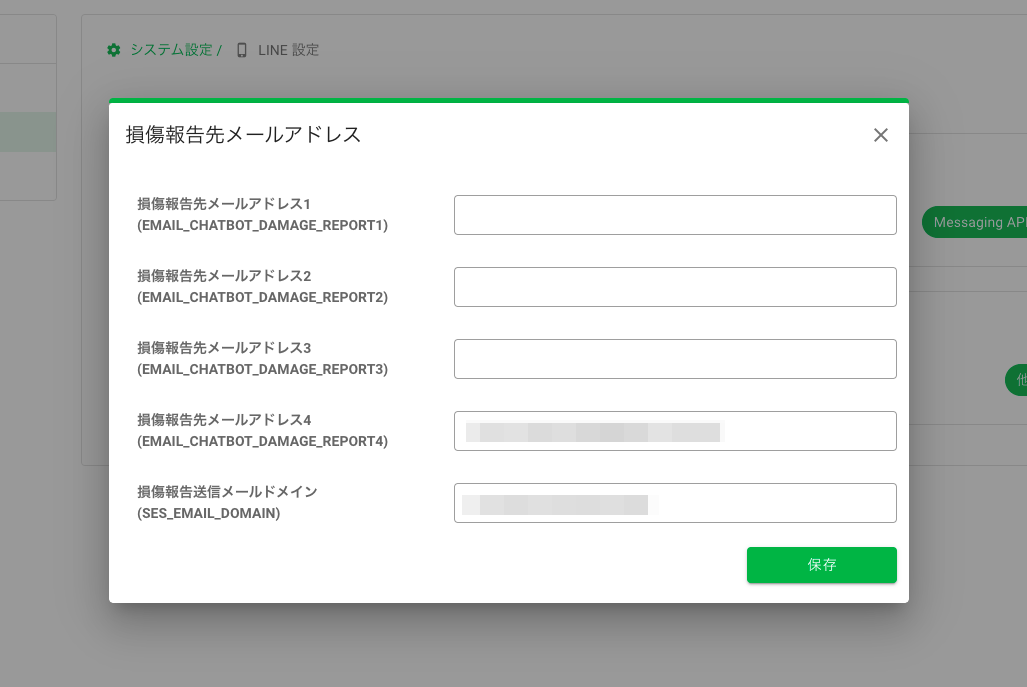 システム設定 / LINE 設定
損傷報告先メールアドレス
損傷報告先メールアドレス1
(EMAIL_CHATBOT_DAMAGE_REPORT1)
Messaging API
損傷報告先メールアドレス2
(EMAIL_CHATBOT_DAMAGE_REPORT2)
損傷報告先メールアドレス3
(EMAIL_CHATBOT_DAMAGE_REPORT3)
他
損傷報告先メールアドレス4
(EMAIL_CHATBOT_DAMAGE_REPORT4)
損傷報告送信メールドメイン
(SES_EMAIL_DOMAIN)
保存